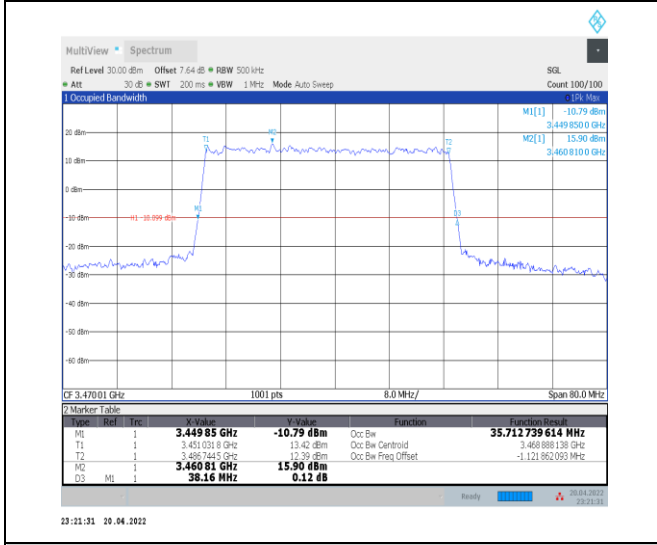 MultiView Spectrum
Ref Level 30.00 dBm Offset 7.64 dB RBW 500 kHz SGL
Att 30 dB SWT 200 ms VBW 1 MHz Mode Auto Sweep Count 100/100
1 Occupied Bandwidth 1Pk Max
M1[1] -10.79 dBm
3.449 850 0 GHz
M2[1] 15.90 dBm
3.460 810 0 GHz
20 dBm
T1 M2 T2
10 dBm
0 dBm
M1 D3
-10 dBm H1 -10.099 dBm
-20 dBm
-30 dBm
-40 dBm
-50 dBm
-60 dBm
CF 3.470 01 GHz 1001 pts 8.0 MHz/ Span 80.0 MHz
2 Marker Table
Type Ref Trc X-Value Y-Value Function Function Result
M1 1 3.449 85 GHz -10.79 dBm Occ Bw 35.712 739 614 MHz
T1 1 3.451 031 8 GHz 13.42 dBm Occ Bw Centroid 3.468 888 138 GHz
T2 1 3.486 744 5 GHz 12.39 dBm Occ Bw Freq Offset -1.121 862 093 MHz
M2 1 3.460 81 GHz 15.90 dBm
D3 M1 1 38.16 MHz 0.12 dB
Ready 20.04.2022
23:21:31
23:21:31 20.04.2022